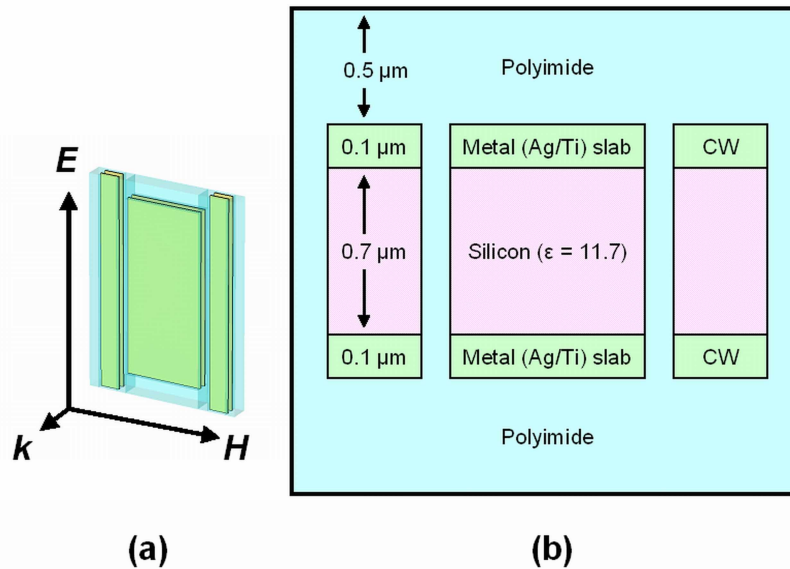 E
k
H
(a)
0.5 µm
Polyimide
0.1 µm
Metal (Ag/Ti) slab
CW
0.7 µm
Silicon (ε = 11.7)
0.1 µm
Metal (Ag/Ti) slab
CW
Polyimide
(b)